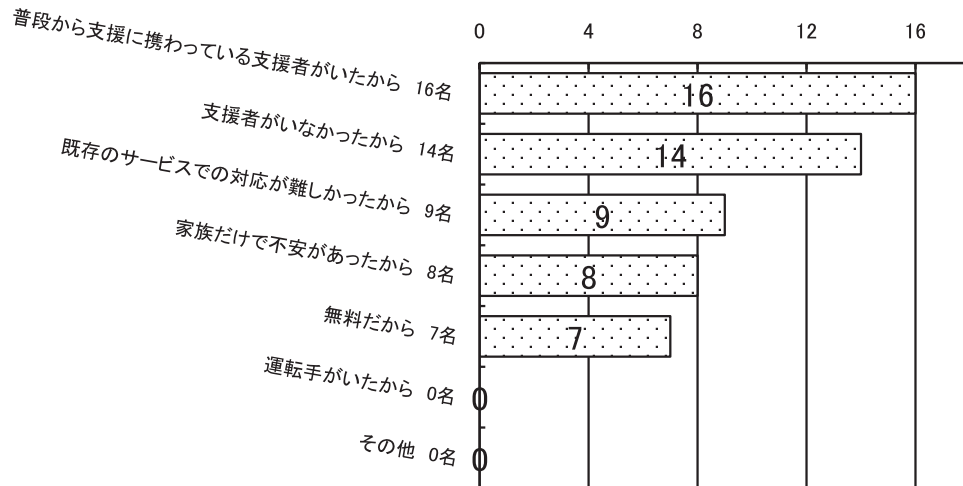 0 4 8 12 16
普段から支援に携わっている支援者がいたから 16名
16
支援者がいなかったから 14名
14
既存のサービスでの対応が難しかったから 9名
9
家族だけで不安があったから 8名
8
無料だから 7名
7
運転手がいたから 0名
0
その他 0名
0